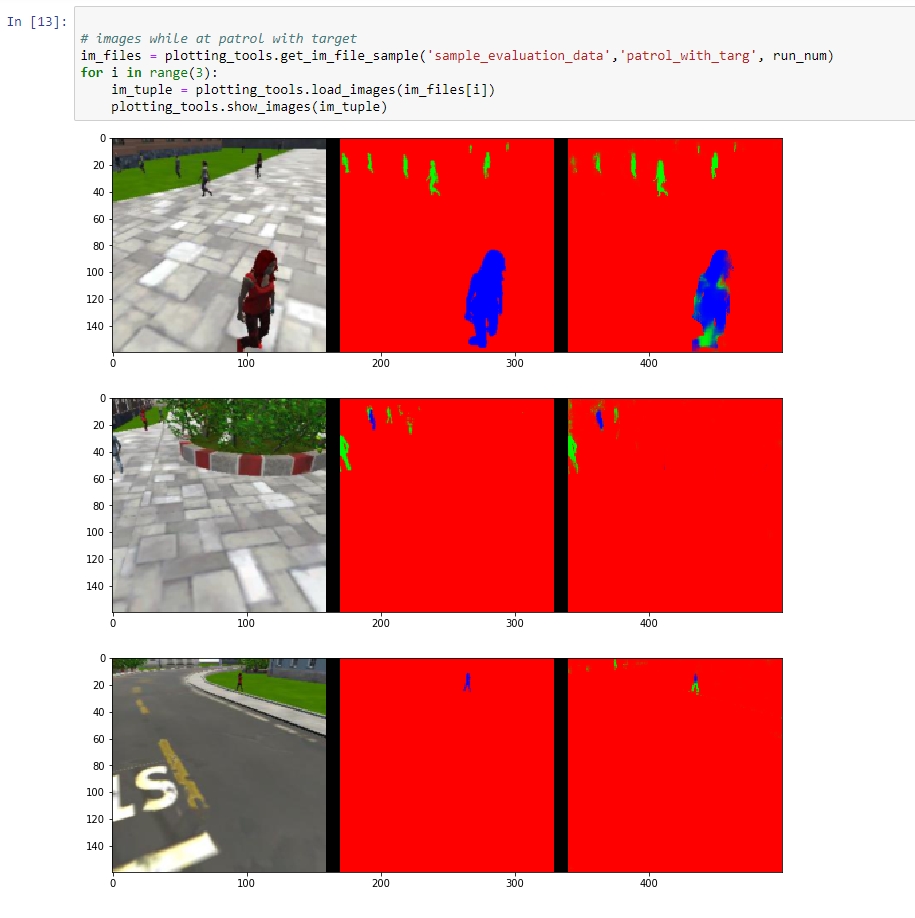 In [13]:
# images while at patrol with target
im_files = plotting_tools.get_im_file_sample('sample_evaluation_data','patrol_with_targ', run_num)
for i in range(3):
    im_tuple = plotting_tools.load_images(im_files[i])
    plotting_tools.show_images(im_tuple)
0
20
40
60
80
100
120
140
0 100 200 300 400
0
20
40
60
80
100
120
140
0 100 200 300 400
0
20
40
60
80
100
120
140
0 100 200 300 400